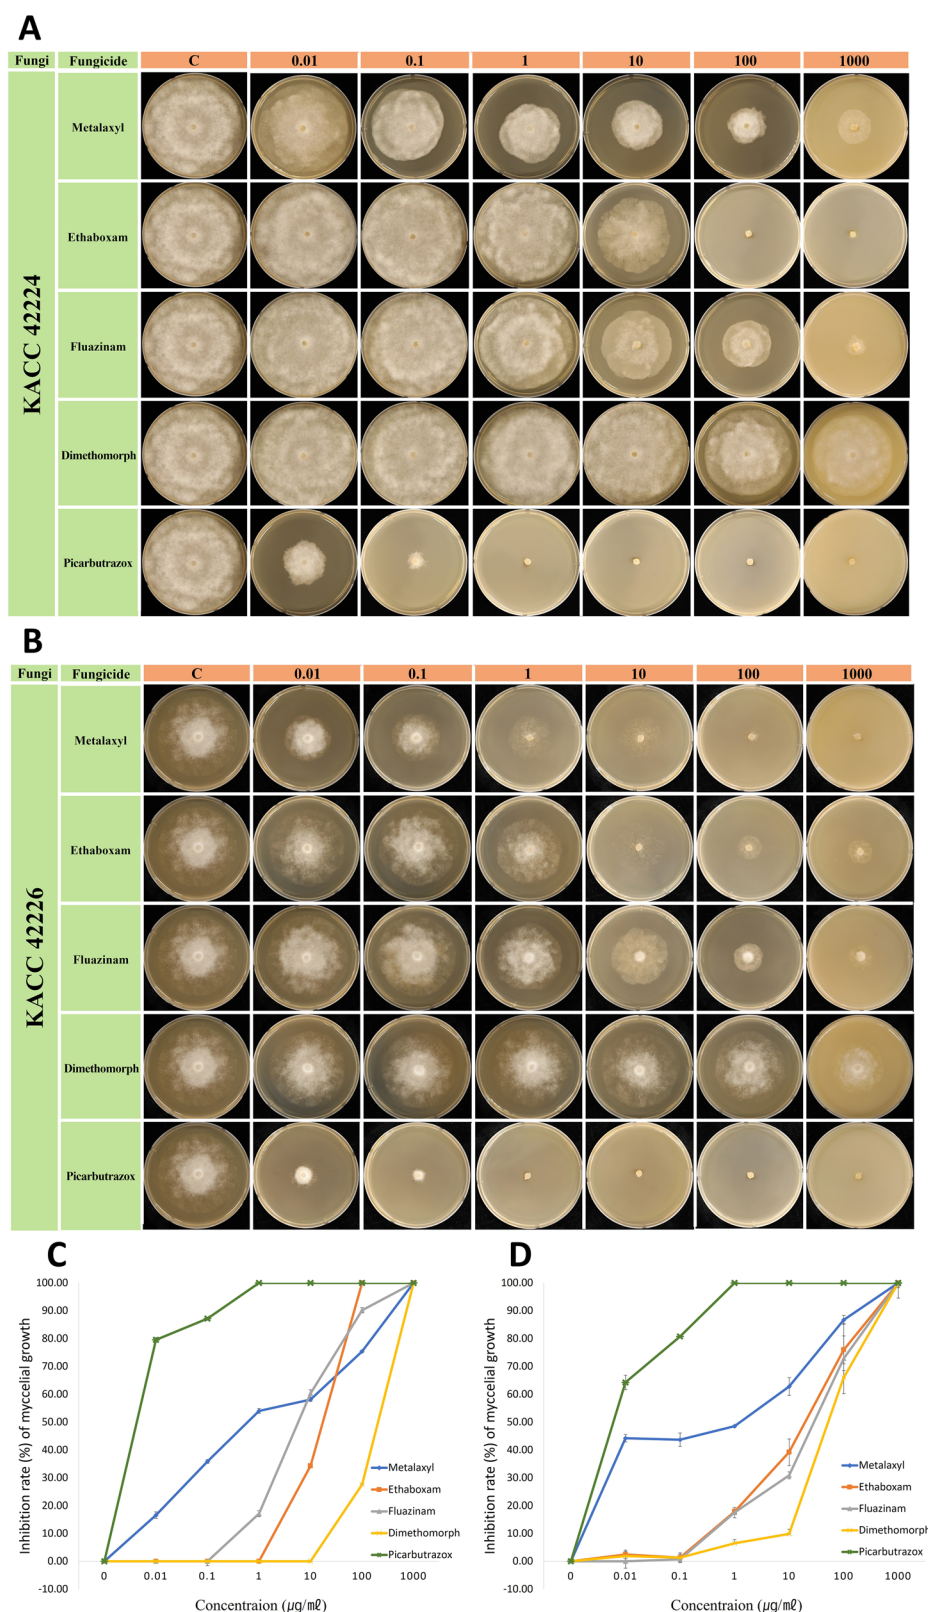 A
Fungi Fungicide C 0.01 0.1 1 10 100 1000
KACC 42224
Metalaxyl
Ethaboxam
Fluazinam
Dimethomorph
Picarbutrazox
B
Fungi Fungicide C 0.01 0.1 1 10 100 1000
KACC 42226
Metalaxyl
Ethaboxam
Fluazinam
Dimethomorph
Picarbutrazox
C
Inhibition rate (%) of myccelial growth
100.00
90.00
80.00
70.00
60.00
50.00
40.00
30.00
20.00
10.00
0.00
-10.00
Metalaxyl
Ethaboxam
Fluazinam
Dimethomorph
Picarbutrazox
0 0.01 0.1 1 10 100 1000
Concentraion (µg/㎖)
D
Inhibition rate (%) of myccelial growth
100.00
90.00
80.00
70.00
60.00
50.00
40.00
30.00
20.00
10.00
0.00
-10.00
Metalaxyl
Ethaboxam
Fluazinam
Dimethomorph
Picarbutrazox
0 0.01 0.1 1 10 100 1000
Concentraion (µg/㎖)